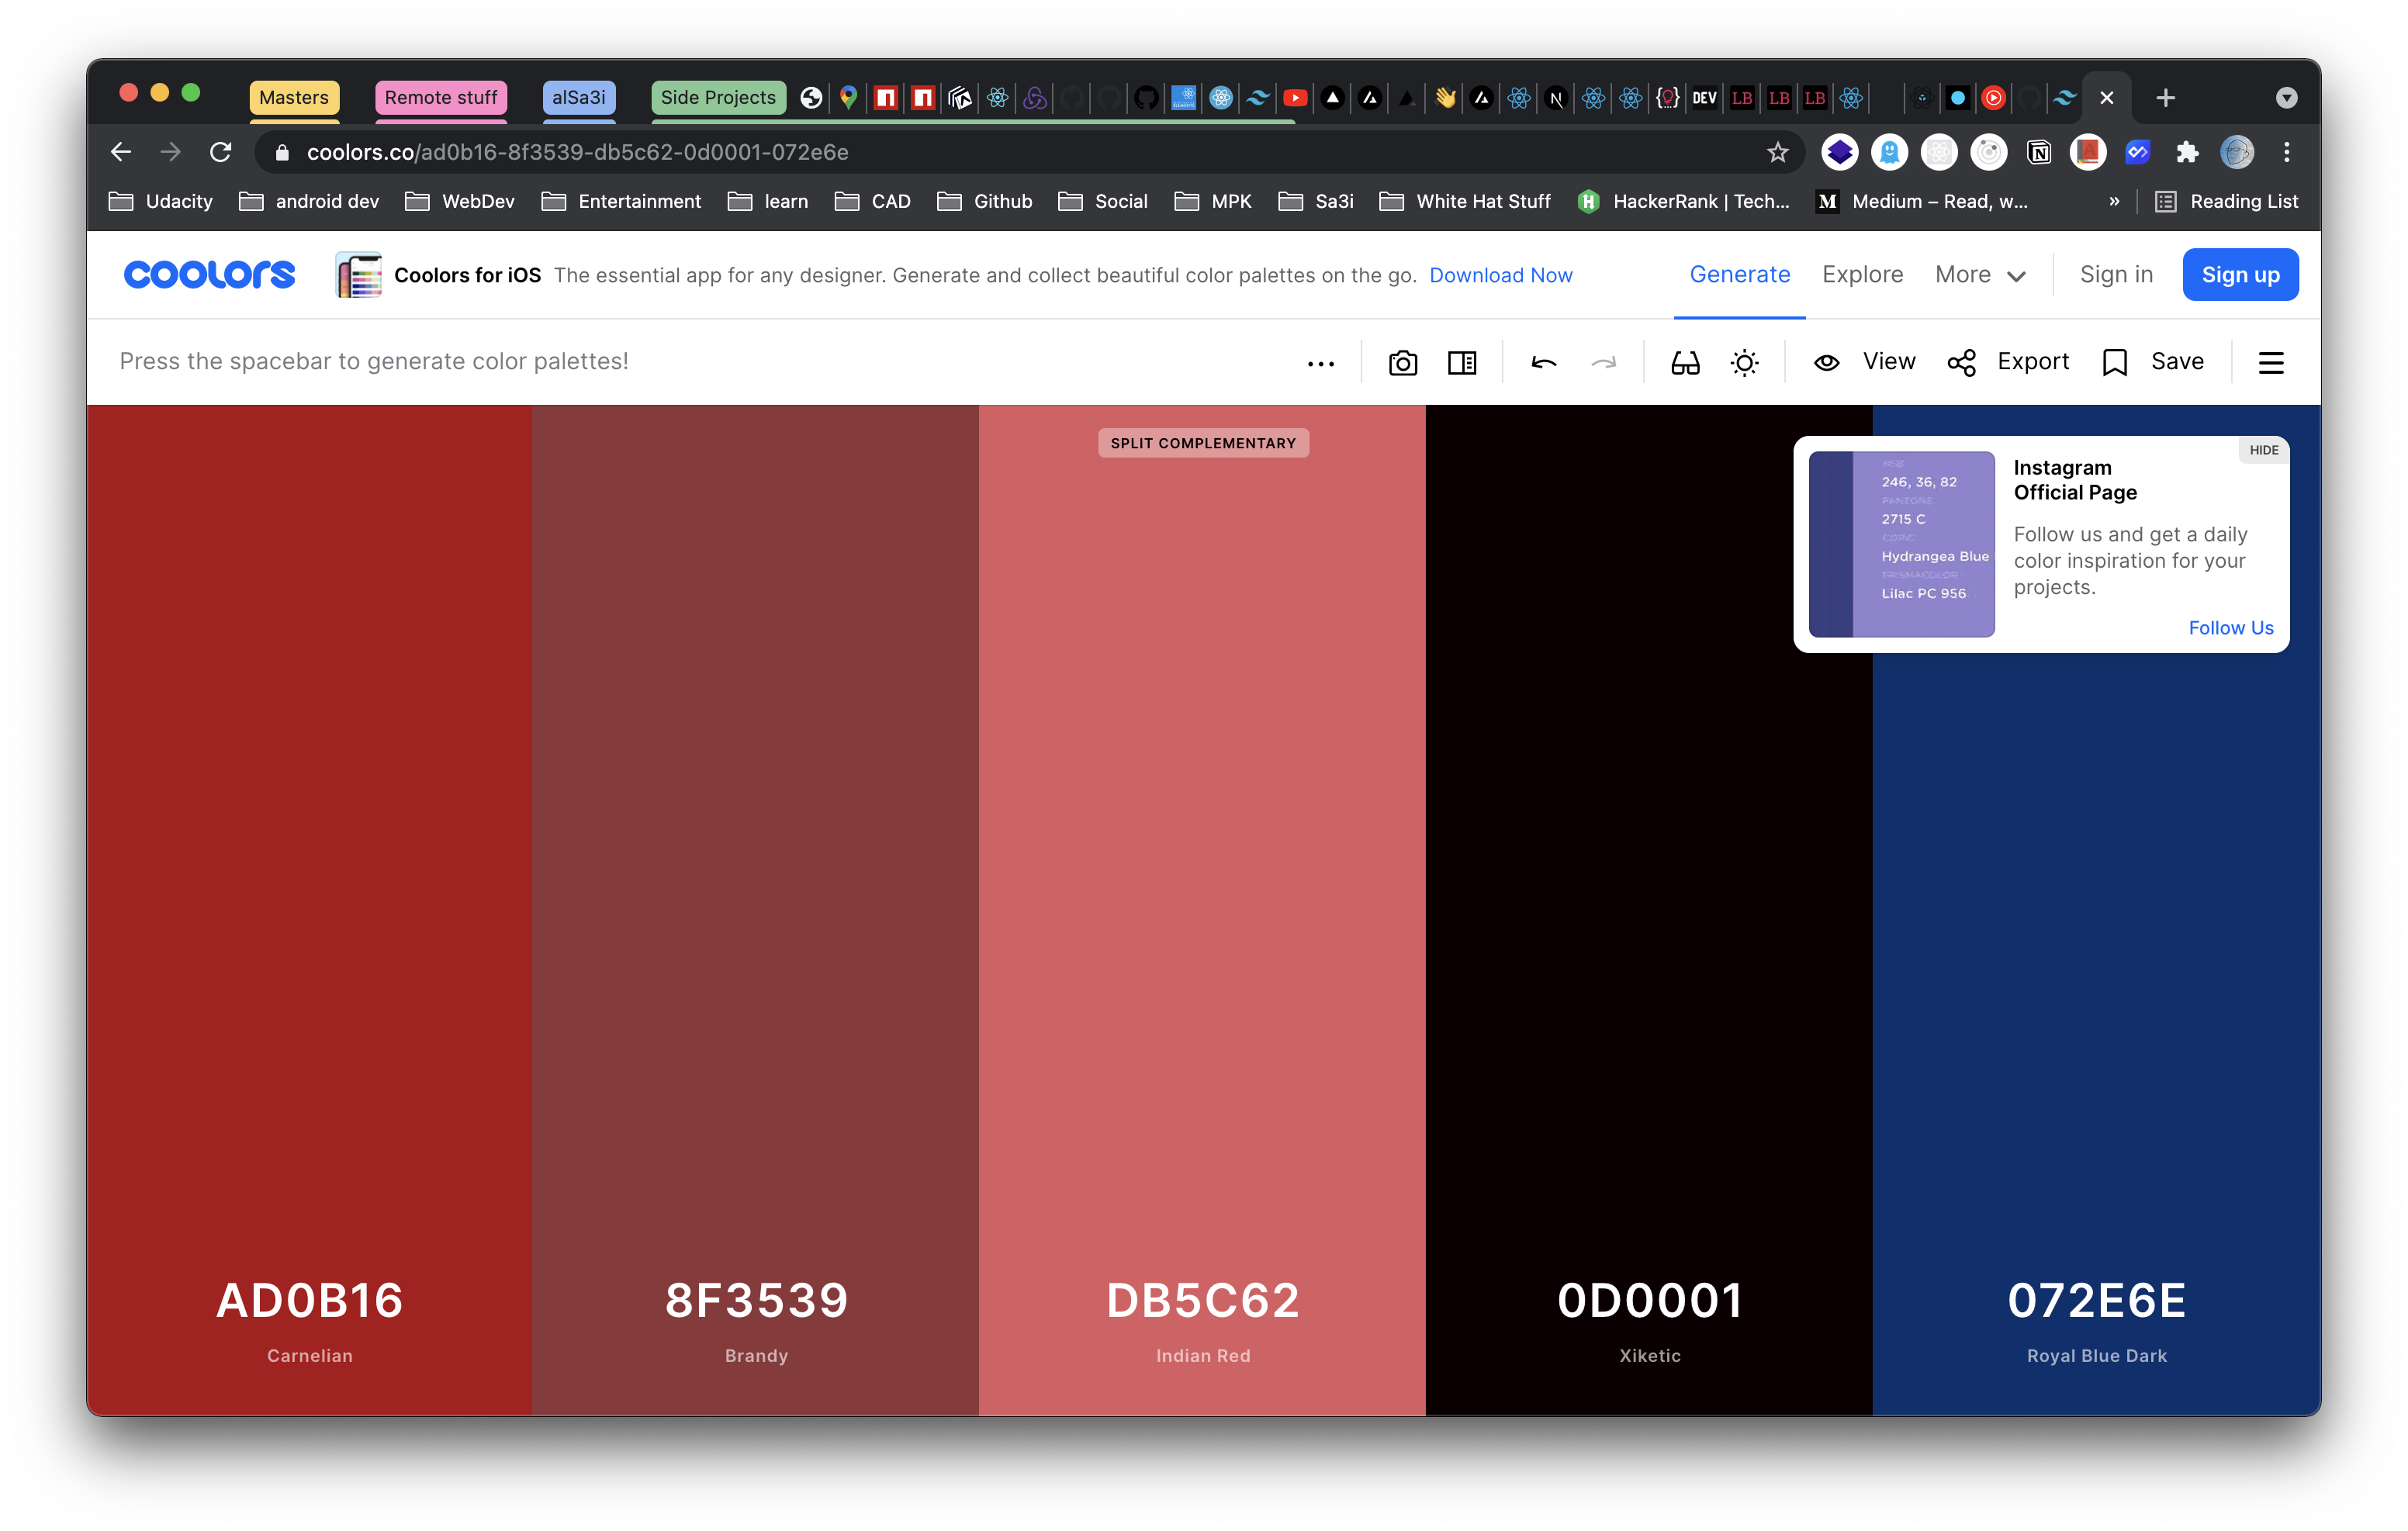 Masters
Remote stuff
alSa3i
Side Projects
DEV
LB
LB
LB
coolors.co/ad0b16-8f3539-db5c62-0d0001-072e6e
Udacity
android dev
WebDev
Entertainment
learn
CAD
Github
Social
MPK
Sa3i
White Hat Stuff
HackerRank | Tech...
Medium – Read, w...
»
Reading List
coolors
Coolors for iOS The essential app for any designer. Generate and collect beautiful color palettes on the go. Download Now
Generate
Explore
More
Sign in
Sign up
Press the spacebar to generate color palettes!
View
Export
Save
SPLIT COMPLEMENTARY
HIDE
246, 36, 82
PANTONE
2715 C
COPIC
Hydrangea Blue
PRISMACOLOR
Lilac PC 956
Instagram
Official Page
Follow us and get a daily
color inspiration for your
projects.
Follow Us
AD0B16
Carnelian
8F3539
Brandy
DB5C62
Indian Red
0D0001
Xiketic
072E6E
Royal Blue Dark